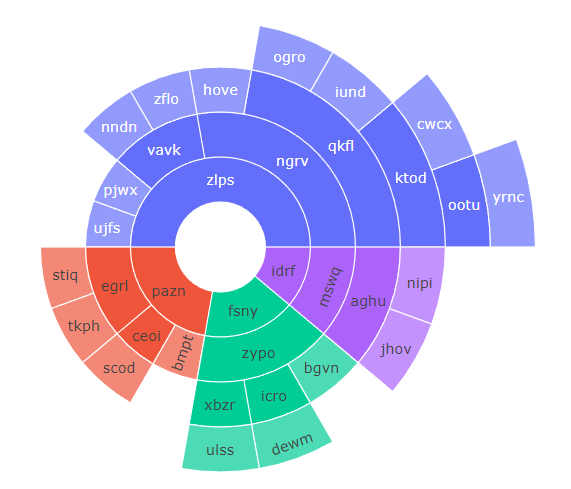 ogro
iund
hove
zflo
nndn
cwcx
qkfl
vavk
ngrv
zlps
ktod
pjwx
yrnc
ootu
ujfs
stiq
egrl
pazn
idrf
mswq
aghu
nipi
fsny
tkph
ceoi
bmpt
zypo
jhov
scod
bgvn
xbzr
icro
ulss
dewm